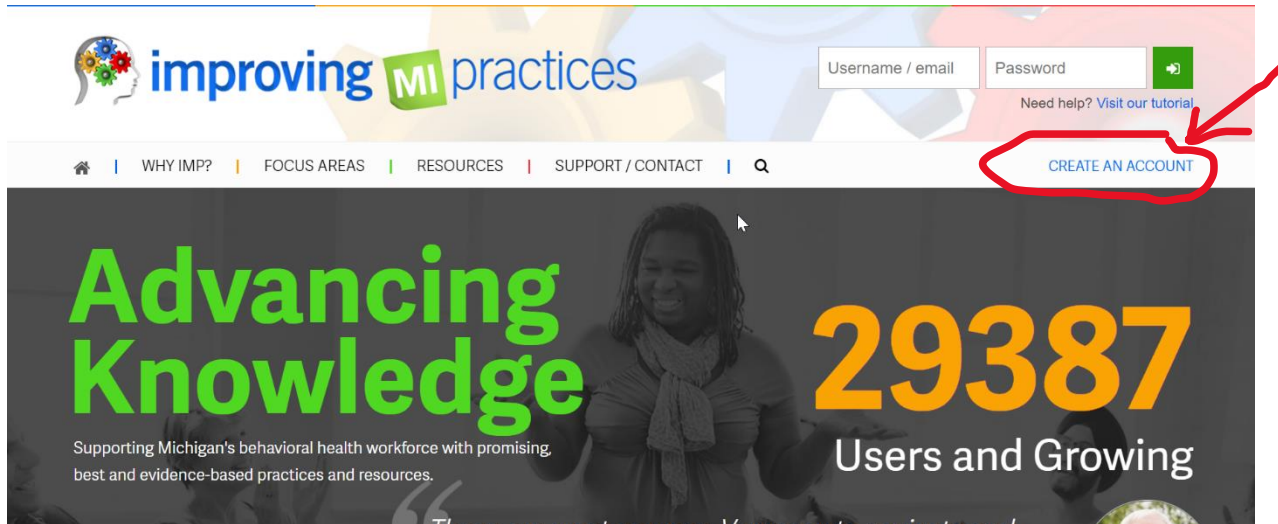 improving MI practices
Username / email
Password
Need help? Visit our tutorial
WHY IMP? | FOCUS AREAS | RESOURCES | SUPPORT / CONTACT |
CREATE AN ACCOUNT
Advancing
Knowledge
Supporting Michigan's behavioral health workforce with promising,
best and evidence-based practices and resources.
29387
Users and Growing